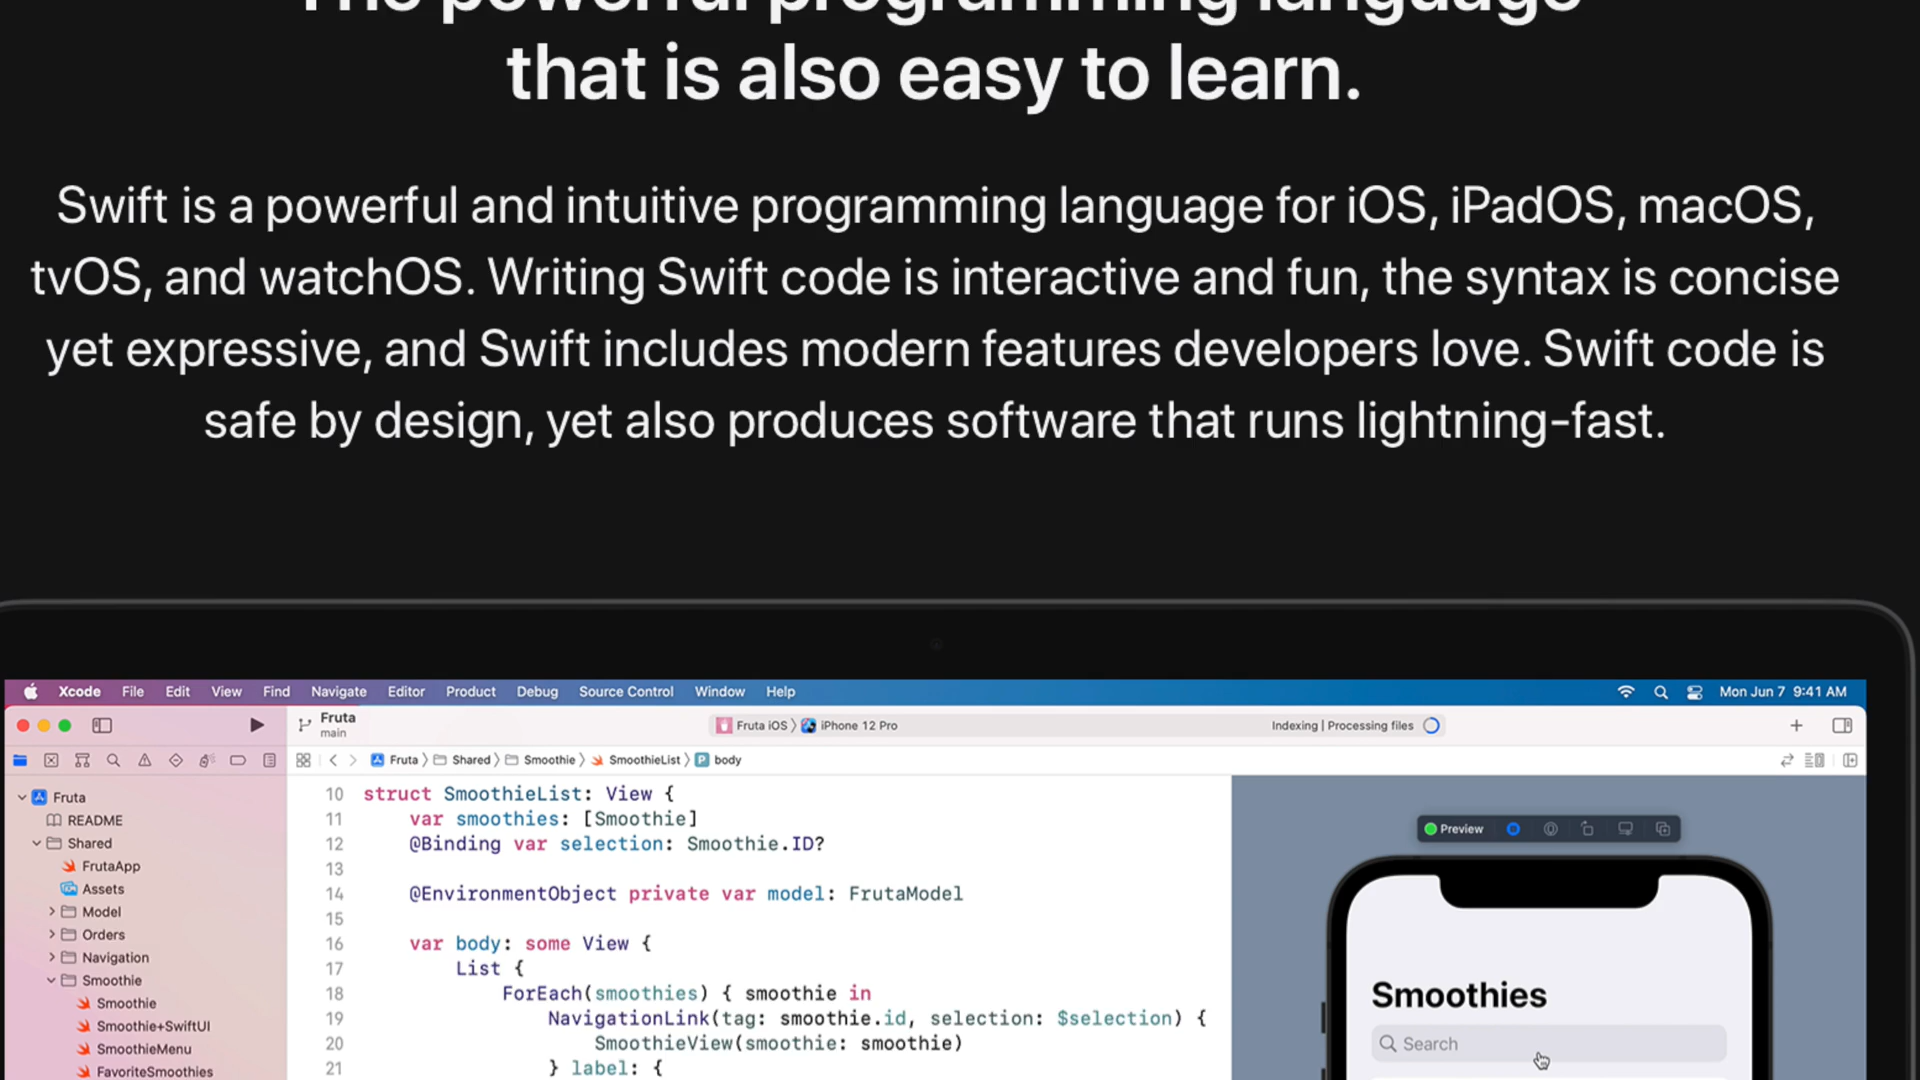 The powerful programming language
that is also easy to learn.
Swift is a powerful and intuitive programming language for iOS, iPadOS, macOS,
tvOS, and watchOS. Writing Swift code is interactive and fun, the syntax is concise
yet expressive, and Swift includes modern features developers love. Swift code is
safe by design, yet also produces software that runs lightning-fast.
Xcode File Edit View Find Navigate Editor Product Debug Source Control Window Help Mon Jun 7 9:41 AM
Fruta
main
Fruta iOS 〉 iPhone 12 Pro
Indexing | Processing files
Fruta 〉 Shared 〉 Smoothie 〉 SmoothieList 〉 body
Fruta
README
Shared
FrutaApp
Assets
Model
Orders
Navigation
Smoothie
Smoothie
Smoothie+SwiftUI
SmoothieMenu
FavoriteSmoothies
10 struct SmoothieList: View {
11 var smoothies: [Smoothie]
12 @Binding var selection: Smoothie.ID?
13
14 @EnvironmentObject private var model: FrutaModel
15
16 var body: some View {
17 List {
18 ForEach(smoothies) { smoothie in
19 NavigationLink(tag: smoothie.id, selection: $selection) {
20 SmoothieView(smoothie: smoothie)
21 } label: {
Preview
Smoothies
Search